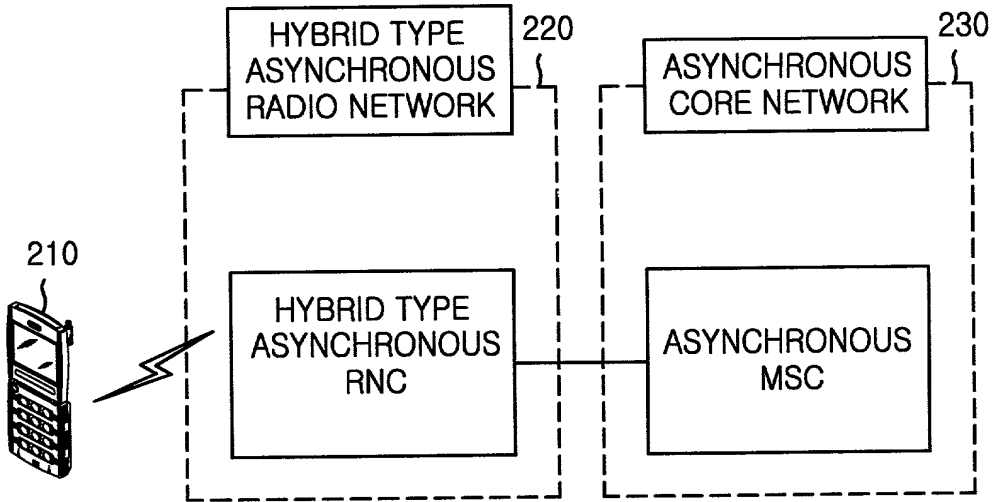 HYBRID TYPE
ASYNCHRONOUS
RADIO NETWORK
220
ASYNCHRONOUS
CORE NETWORK
230
210
HYBRID TYPE
ASYNCHRONOUS
RNC
ASYNCHRONOUS
MSC